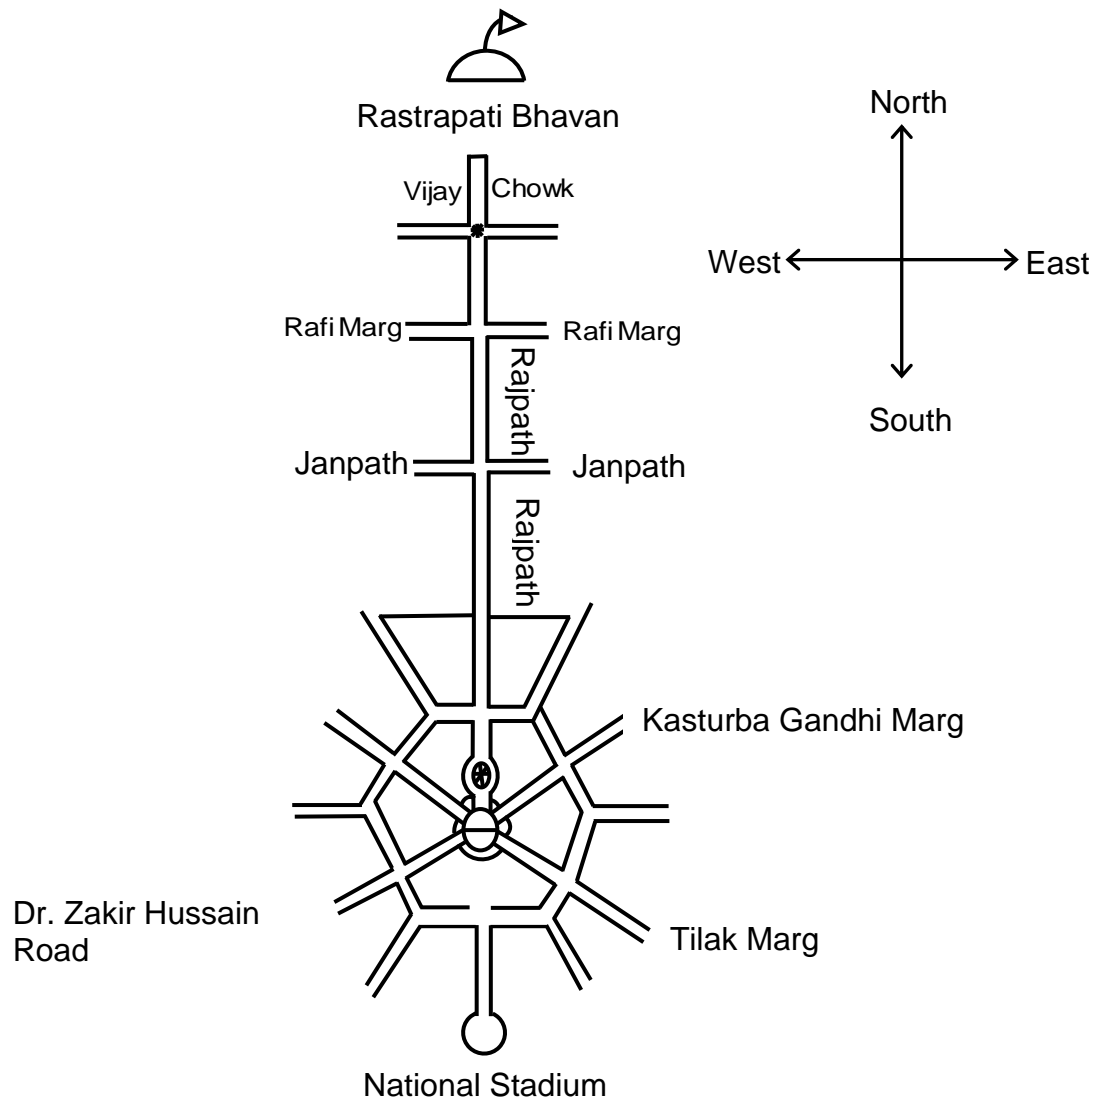 Rastrapati Bhavan
North
Vijay Chowk
West East
Rafi Marg Rafi Marg
Rajpath
South
Janpath Janpath
Rajpath
Kasturba Gandhi Marg
Dr. Zakir Hussain
Road
Tilak Marg
National Stadium